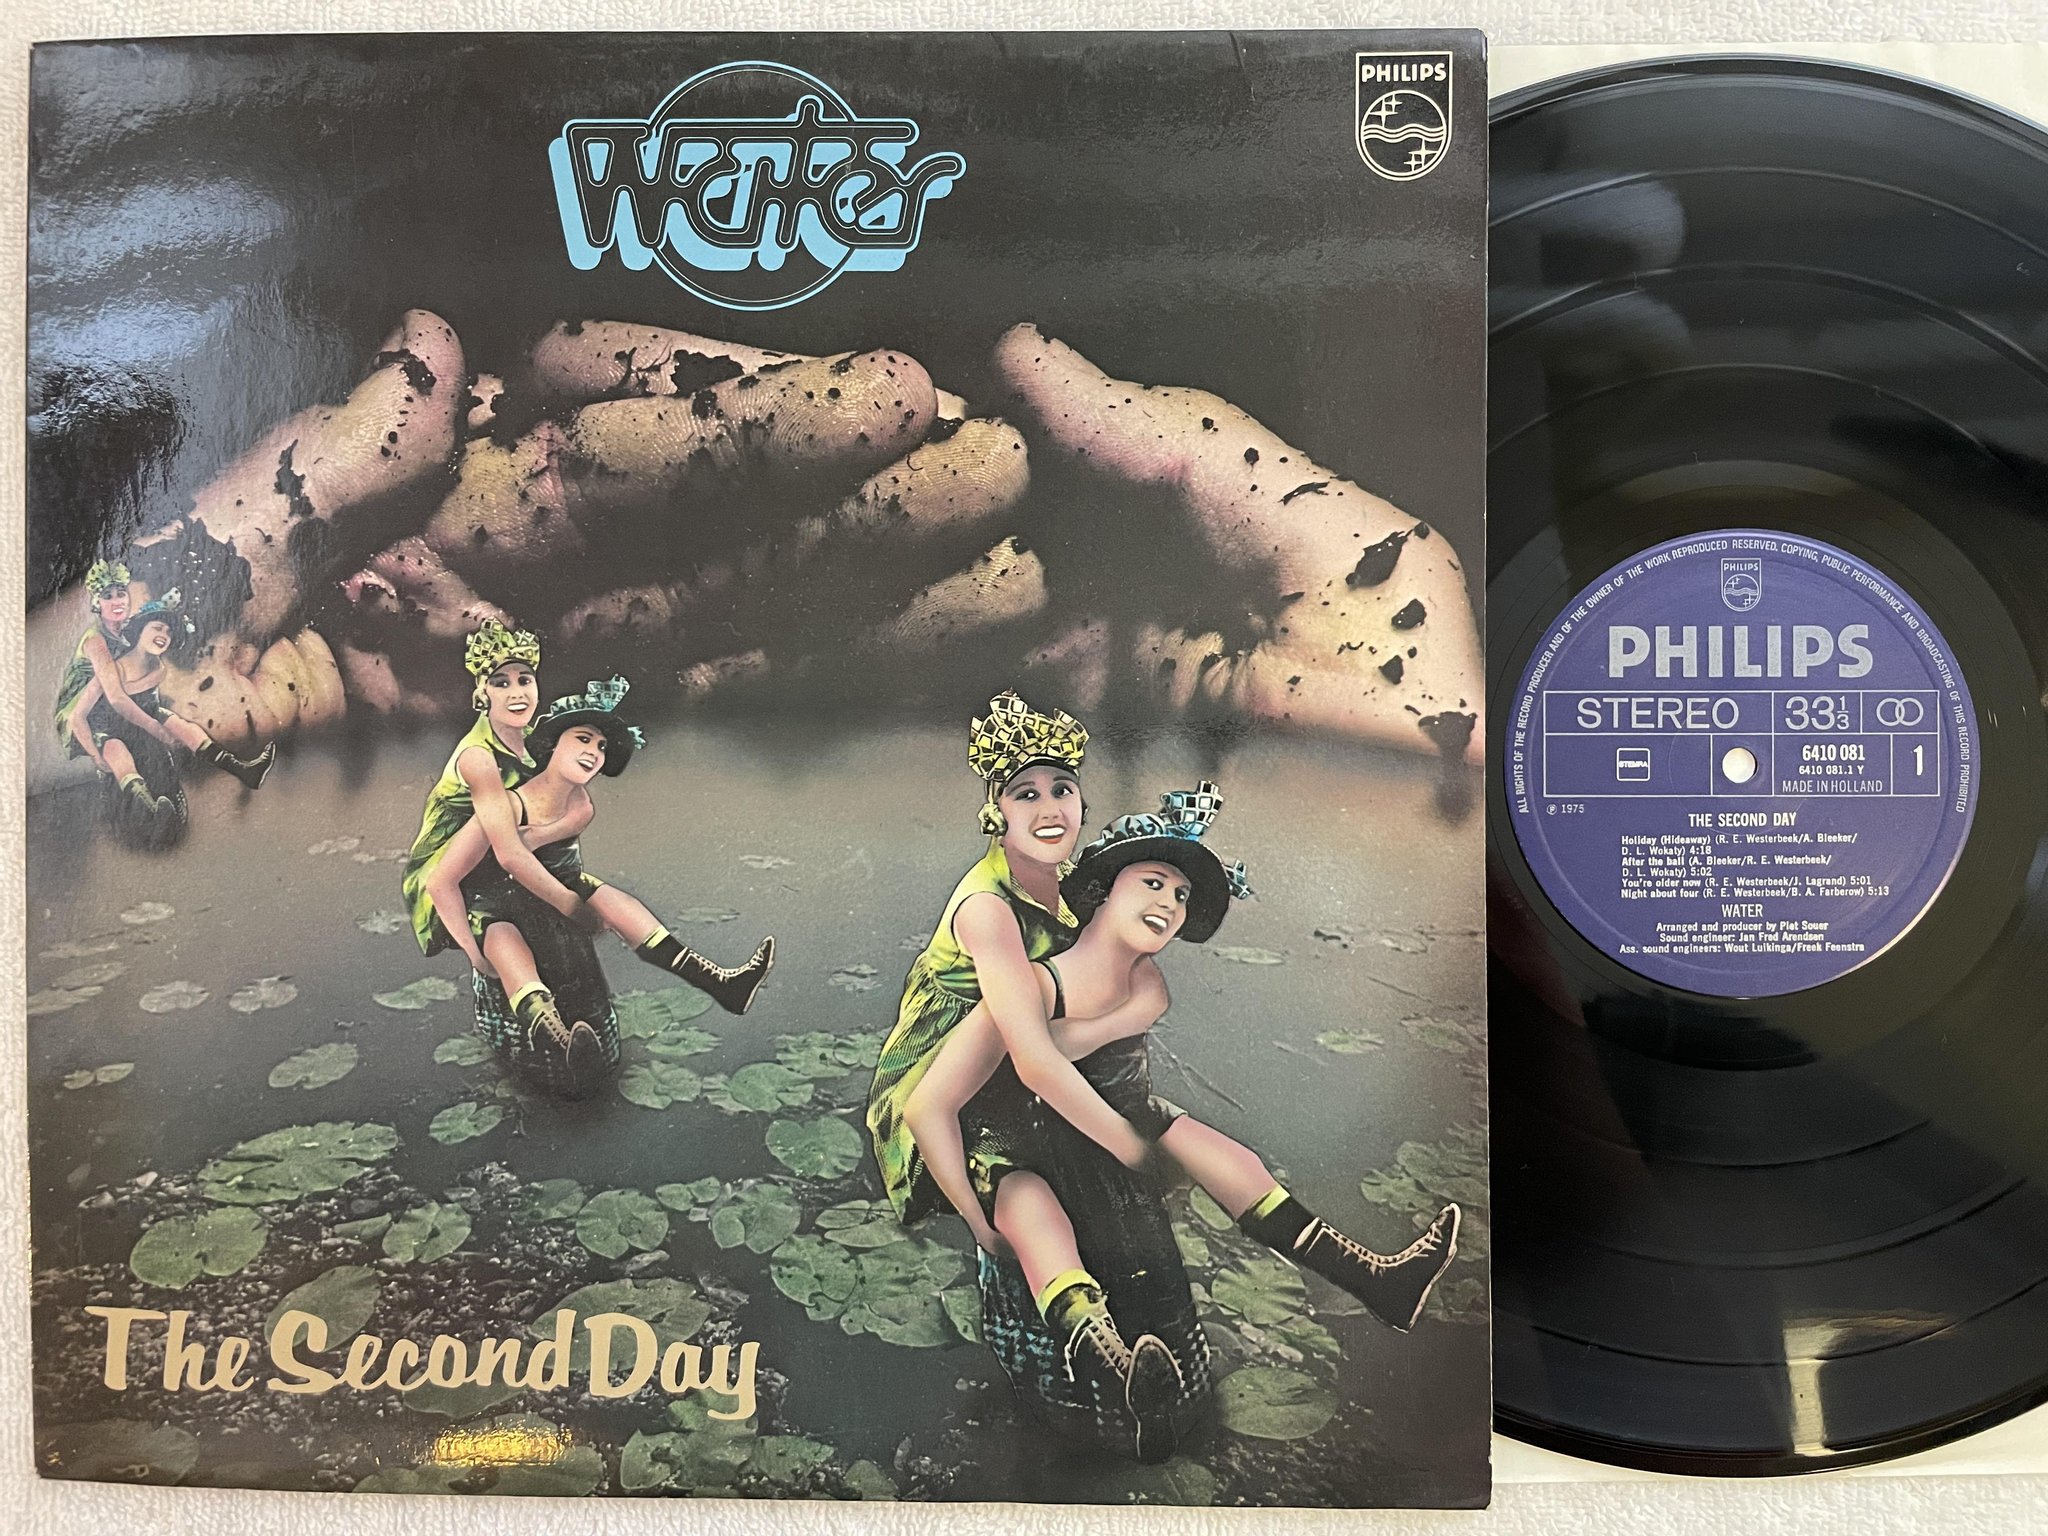 Water
PHILIPS
The Second Day
ALL RIGHTS OF THE RECORD PRODUCER AND OF THE OWNER OF THE WORK REPRODUCED RESERVED. COPYING, PUBLIC PERFORMANCE AND BROADCASTING OF THIS RECORD PROHIBITED
PHILIPS
PHILIPS
STEREO 33 1/3
STEMRA 6410 081 1
6410 081.1 Y
MADE IN HOLLAND
℗ 1975
THE SECOND DAY
Holiday (Hideaway) (R. E. Westerbeek/A. Bleeker/
D. L. Wokaty) 4:18
After the ball (A. Bleeker/R. E. Westerbeek/
D. L. Wokaty) 5:02
You're older now (R. E. Westerbeek/J. Lagrand) 5:01
Night about four (R. E. Westerbeek/B. A. Farberow) 5:13
WATER
Arranged and producer by Piet Souer
Sound engineer: Jan Fred Arendsen
Ass. sound engineers: Wout Luikinga/Freek Feenstra